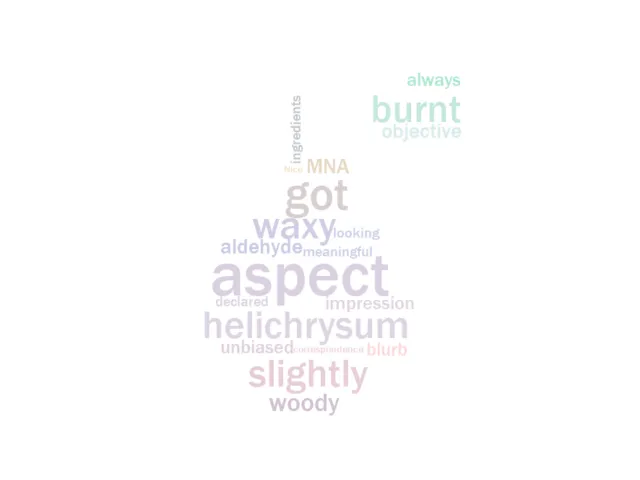 always
burnt
objective
ingredients
Nico MNA
got
waxy looking
aldehyde meaningful
aspect
declared impression
helichrysum
unbiased correspondence blurb
slightly
woody